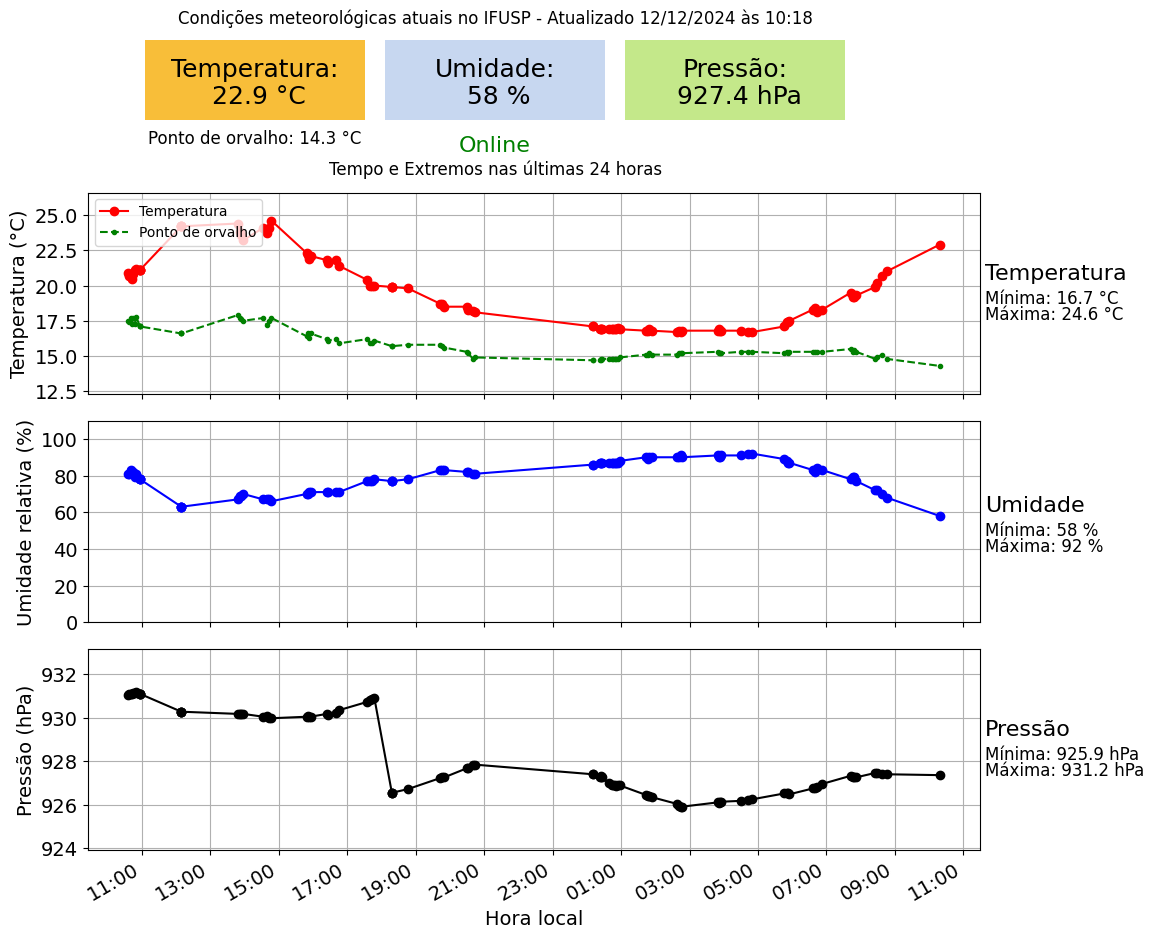 Condições meteorológicas atuais no IFUSP - Atualizado 12/12/2024 às 10:18
Temperatura:
22.9 °C
Umidade:
58 %
Pressão:
927.4 hPa
Ponto de orvalho: 14.3 °C
Online
Tempo e Extremos nas últimas 24 horas
Temperatura (°C)
25.0
22.5
20.0
17.5
15.0
12.5
Temperatura
Ponto de orvalho
Temperatura
Mínima: 16.7 °C
Máxima: 24.6 °C
Umidade relativa (%)
100
80
60
40
20
0
Umidade
Mínima: 58 %
Máxima: 92 %
Pressão (hPa)
932
930
928
926
924
Pressão
Mínima: 925.9 hPa
Máxima: 931.2 hPa
11:00 13:00 15:00 17:00 19:00 21:00 23:00 01:00 03:00 05:00 07:00 09:00 11:00
Hora local